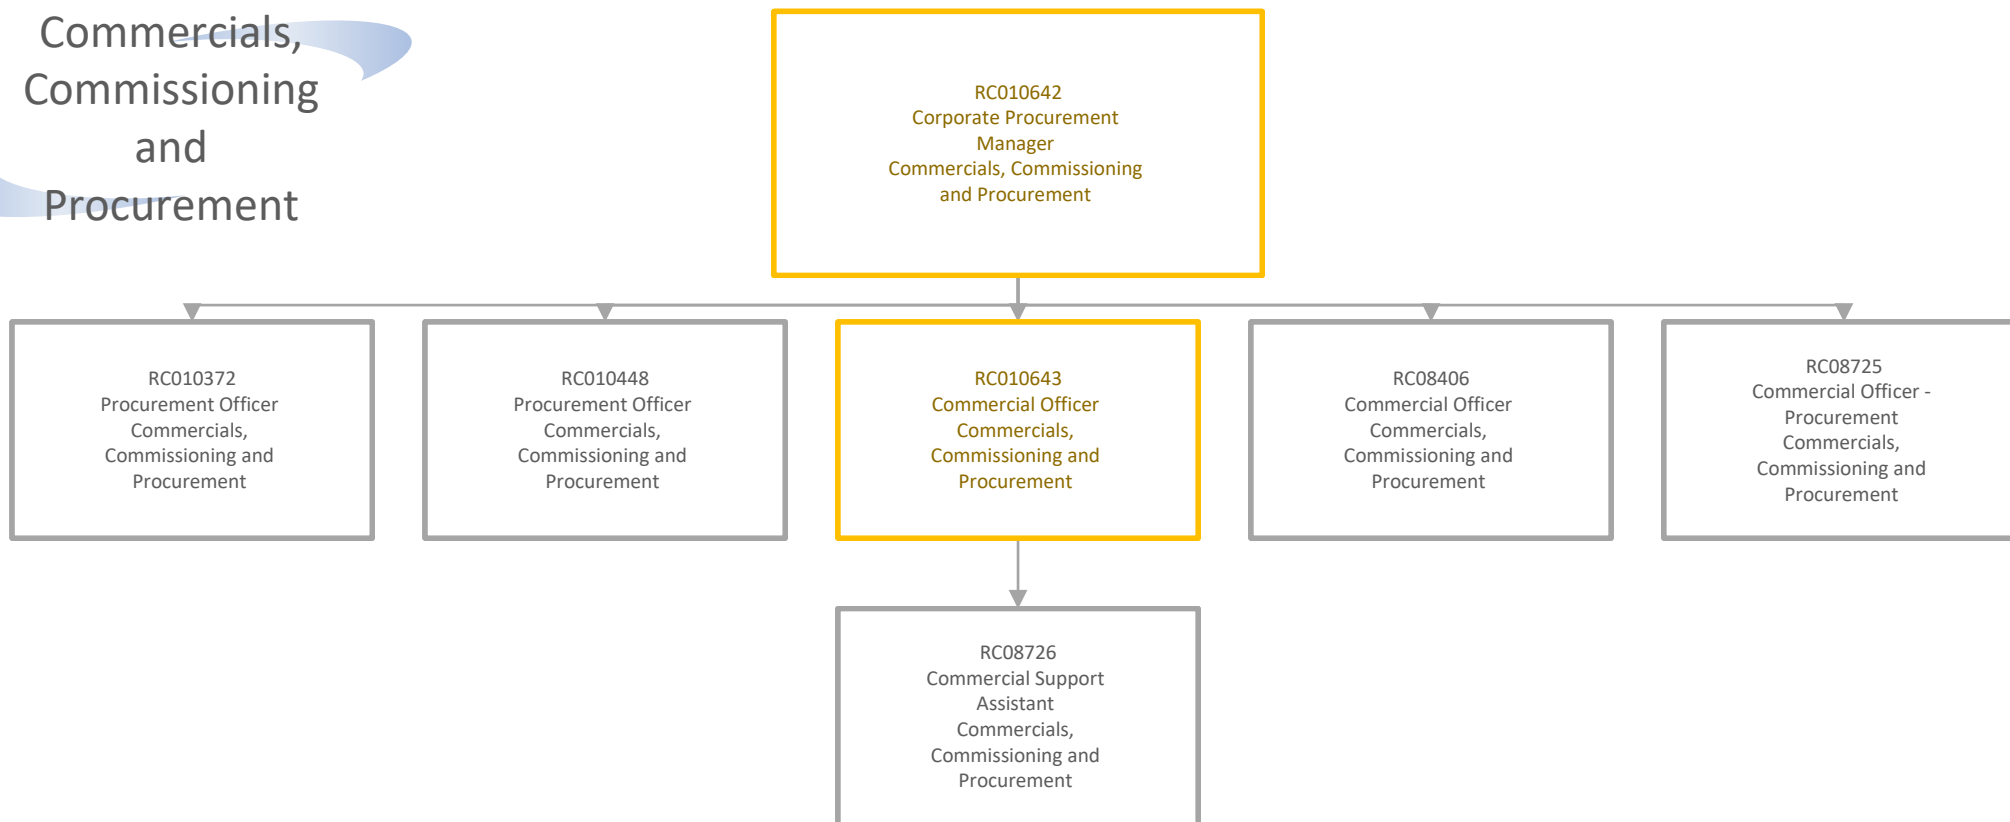 Commercials,
Commissioning
and
Procurement
RC010642
Corporate Procurement
Manager
Commercials, Commissioning
and Procurement
RC010372
Procurement Officer
Commercials,
Commissioning and
Procurement
RC010448
Procurement Officer
Commercials,
Commissioning and
Procurement
RC010643
Commercial Officer
Commercials,
Commissioning and
Procurement
RC08406
Commercial Officer
Commercials,
Commissioning and
Procurement
RC08725
Commercial Officer -
Procurement
Commercials,
Commissioning and
Procurement
RC08726
Commercial Support
Assistant
Commercials,
Commissioning and
Procurement